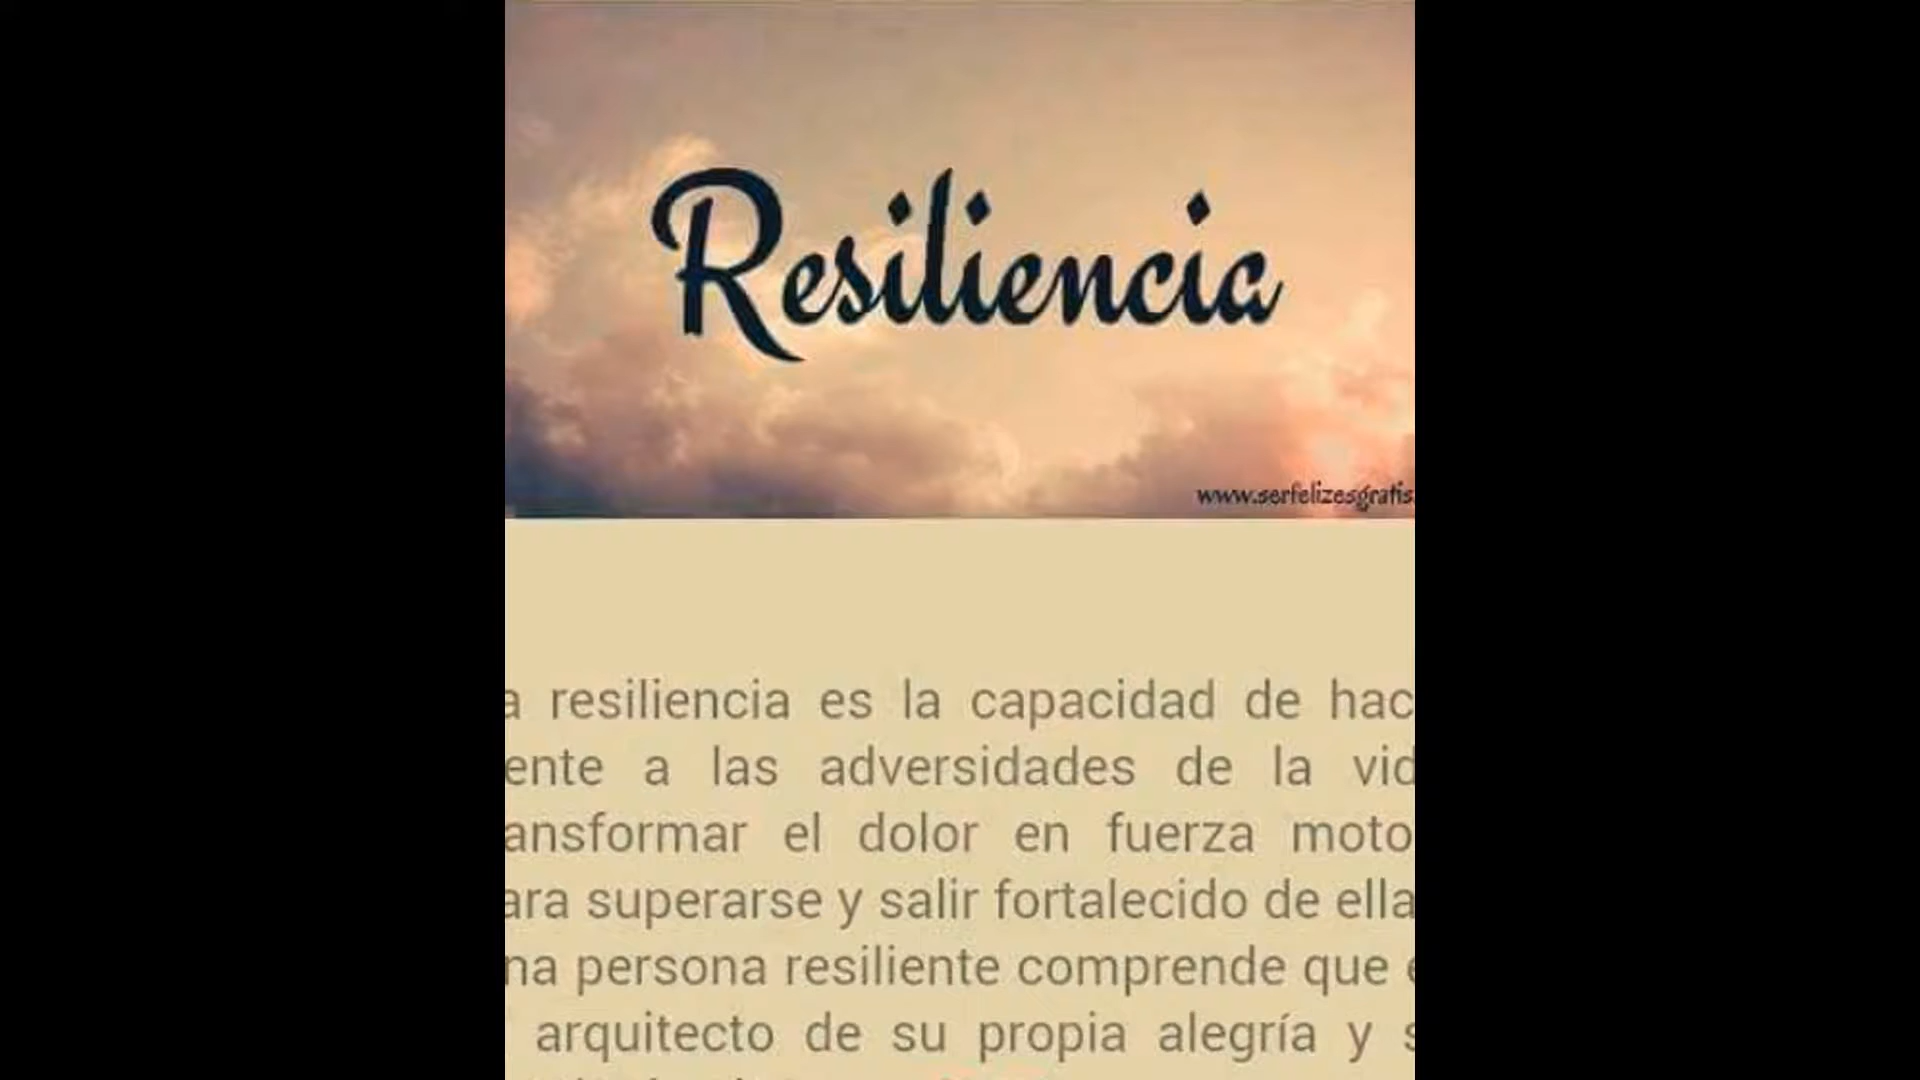 Resiliencia
www.serfelizesgratis.
a resiliencia es la capacidad de hac
ente a las adversidades de la vid
ansformar el dolor en fuerza moto
ara superarse y salir fortalecido de ella
na persona resiliente comprende que e
arquitecto de su propia alegría y s